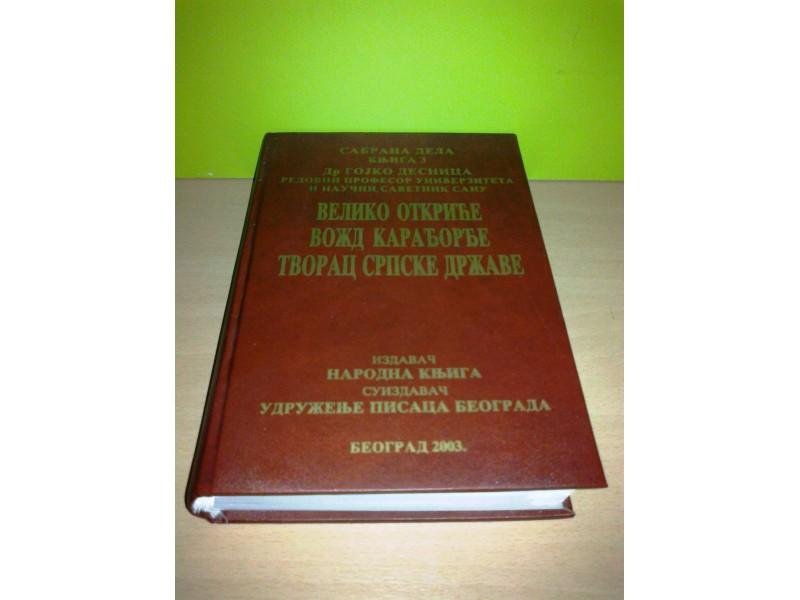 САБРАНА ДЕЛА
КЊИГА 3
Др ГОЈКО ДЕСНИЦА
РЕДОВНИ ПРОФЕСОР УНИВЕРЗИТЕТА
И НАУЧНИ САВЕТНИК САНУ
ВЕЛИКО ОТКРИЋЕ
ВОЖД КАРАЂОРЂЕ
ТВОРАЦ СРПСКЕ ДРЖАВЕ
ИЗДАВАЧ
НАРОДНА КЊИГА
СУИЗДАВАЧ
УДРУЖЕЊЕ ПИСАЦА БЕОГРАДА
БЕОГРАД 2003.